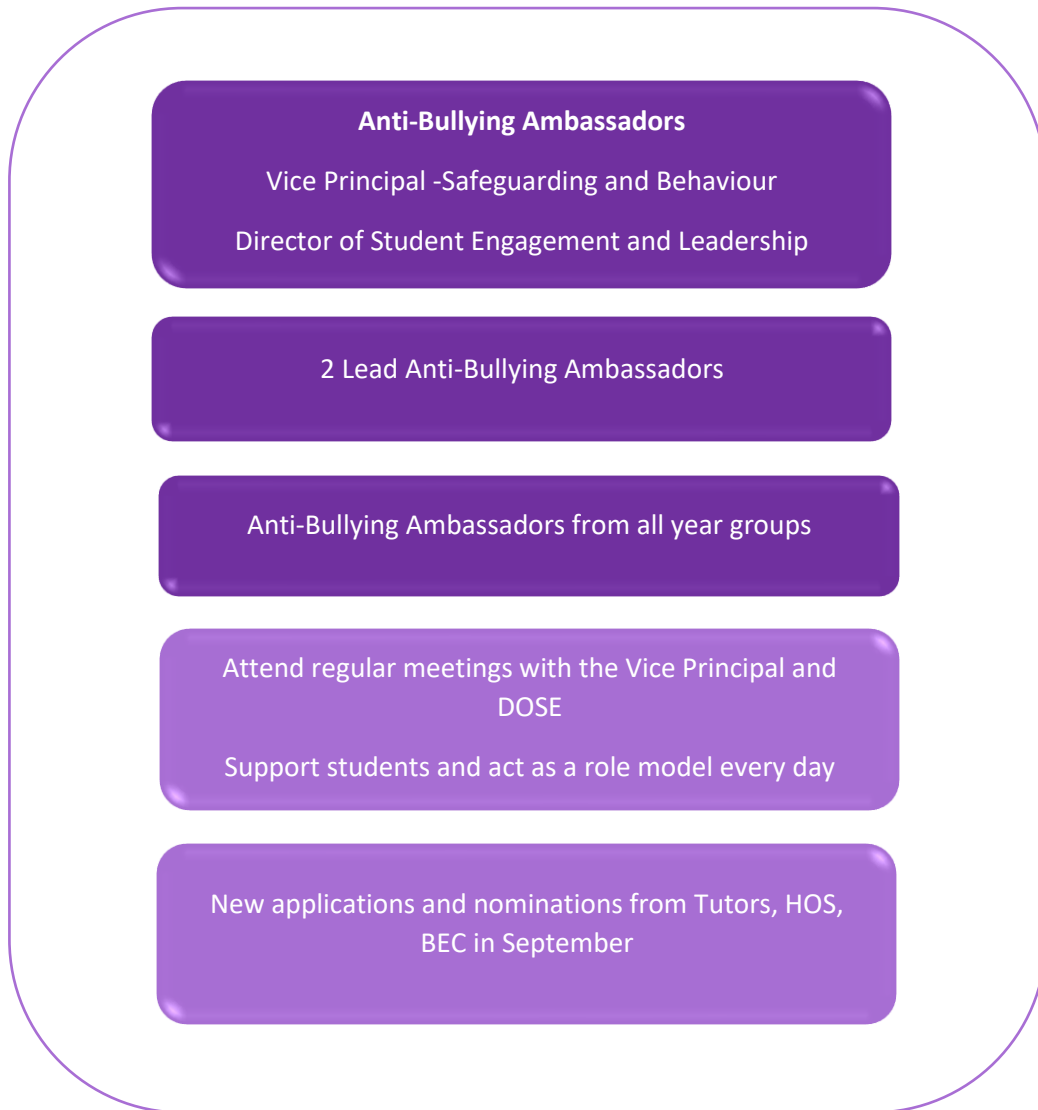 Anti-Bullying Ambassadors
Vice Principal -Safeguarding and Behaviour
Director of Student Engagement and Leadership
2 Lead Anti-Bullying Ambassadors
Anti-Bullying Ambassadors from all year groups
Attend regular meetings with the Vice Principal and
DOSE
Support students and act as a role model every day
New applications and nominations from Tutors, HOS,
BEC in September